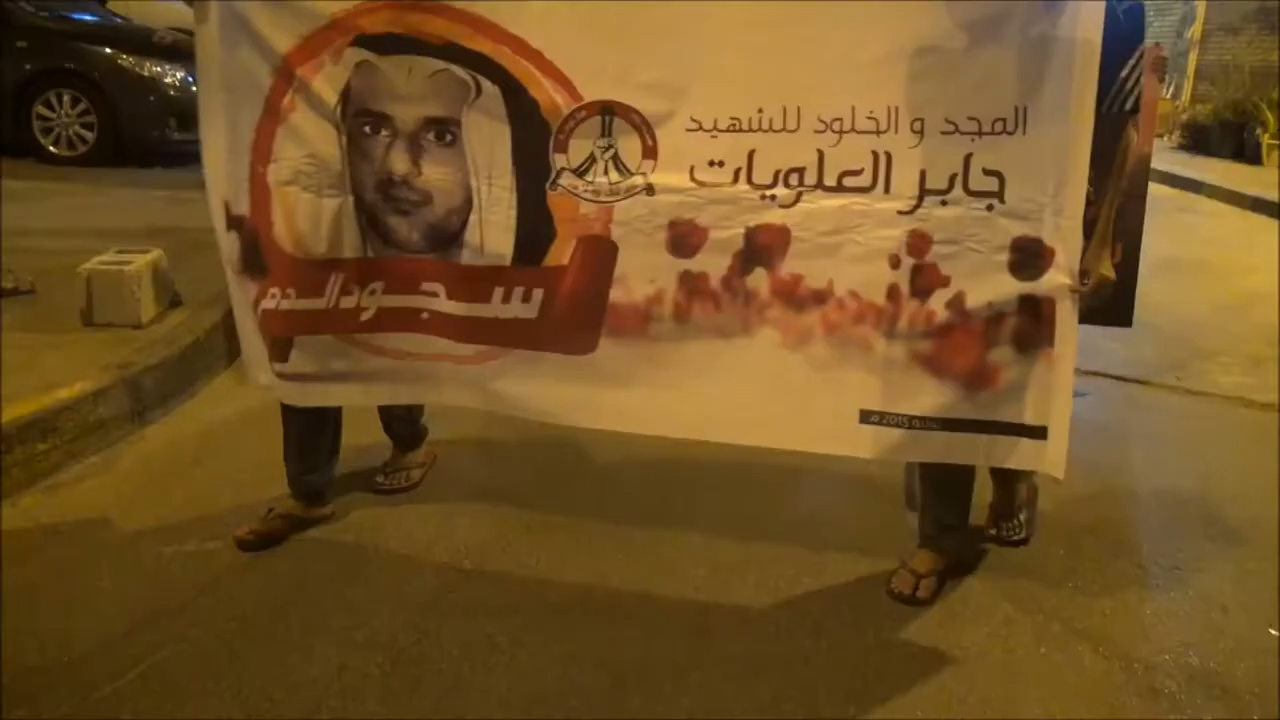 المجد و الخلود للشهيد
جابر العلويات
سجود الدم
2015 م